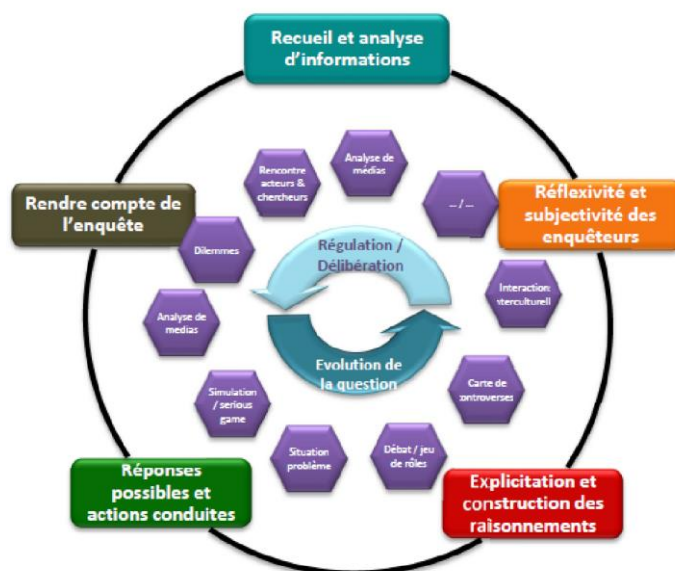 Recueil et analyse
d'informations
Rencontre
acteurs &
chercheurs
Analyse de
médias
... / ...
Rendre compte de
l'enquête
Réflexivité et
subjectivité des
enquêteurs
Dilemmes
Régulation /
Délibération
Interaction
nterculturell
Analyse de
medias
Evolution de
la question
Simulation
/ serious
game
Carte de
controverses
Situation
problème
Débat / jeu
de rôles
Réponses
possibles et
actions conduites
Explicitation et
construction des
raisonnements